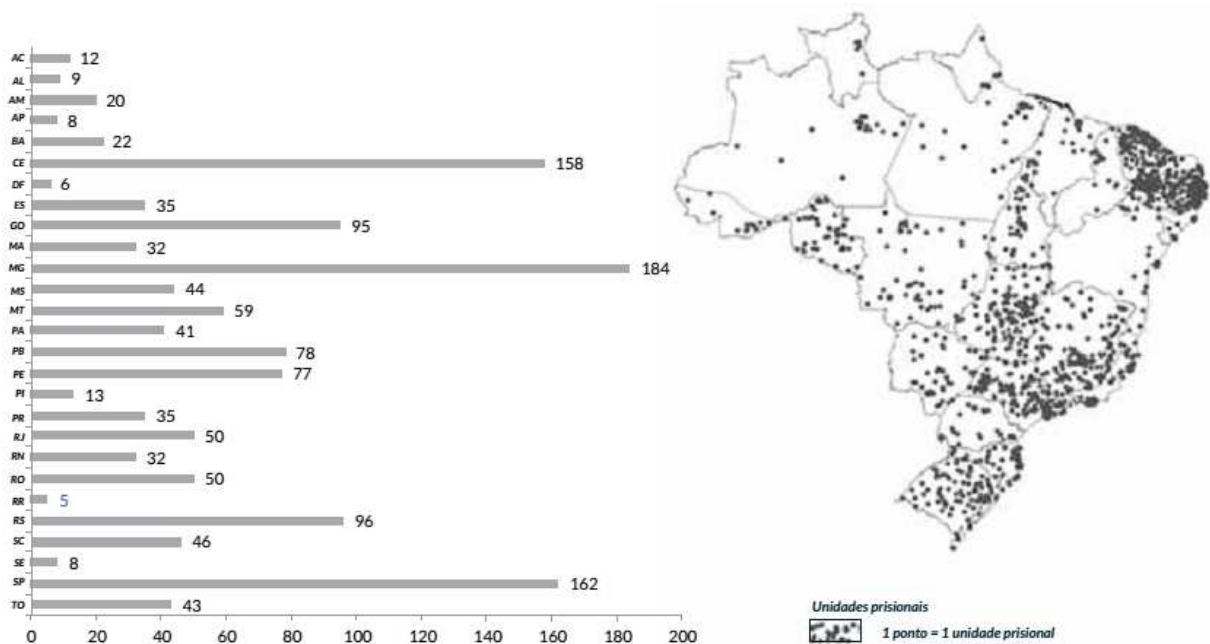 AC 12
AL 9
AM 20
AP 8
BA 22
CE 158
DF 6
ES 35
GO 95
MA 32
MG 184
MS 44
MT 59
PA 41
PB 78
PE 77
PI 13
PR 35
RJ 50
RN 32
RO 50
RR 5
RS 96
SC 46
SE 8
SP 162
TO 43
0 20 40 60 80 100 120 140 160 180 200
Unidades prisionais
1 ponto = 1 unidade prisional